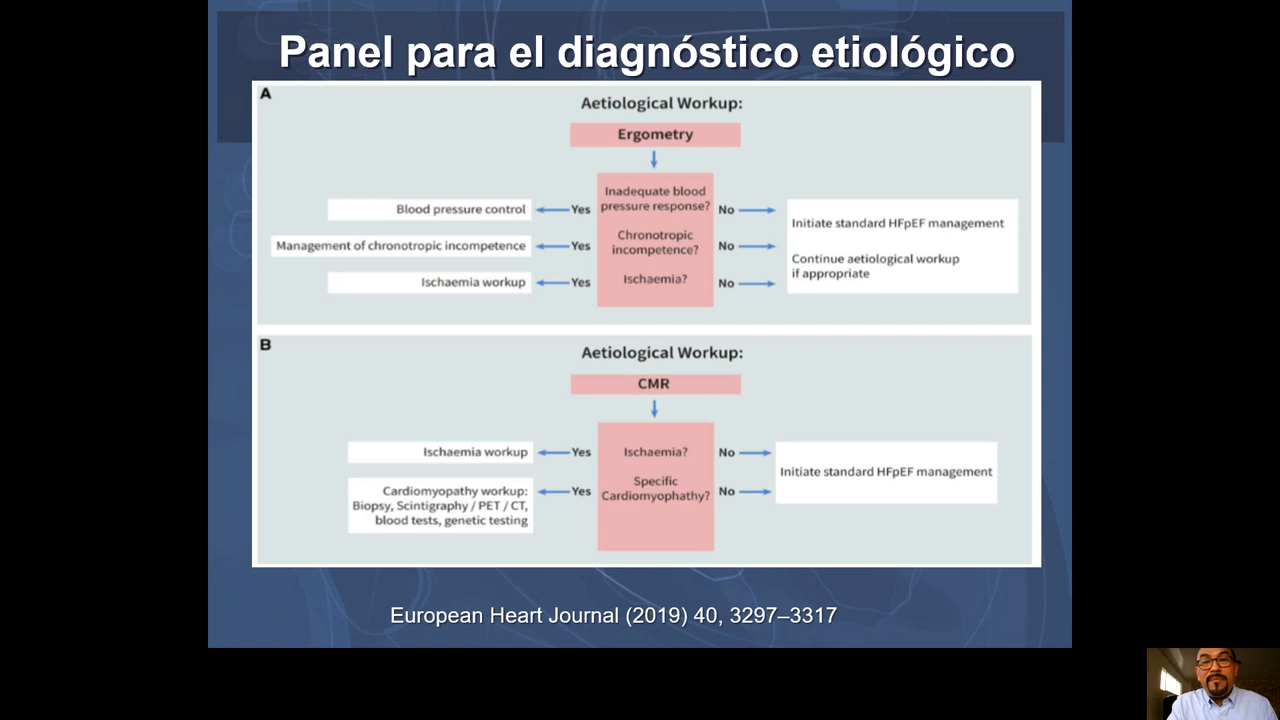 Panel para el diagnóstico etiológico
A
Aetiological Workup:
Ergometry
Inadequate blood
pressure response?
Blood pressure control
Yes
No
Chronotropic
incompetence?
Management of chronotropic incompetence
Yes
No
Ischaemia?
Ischaemia workup
Yes
No
Initiate standard HFpEF management
Continue aetiological workup
if appropriate
B
Aetiological Workup:
CMR
Ischaemia workup
Yes
Ischaemia?
No
Cardiomyopathy workup:
Biopsy, Scintigraphy / PET / CT,
blood tests, genetic testing
Yes
Specific
Cardiomyophathy?
No
Initiate standard HFpEF management
European Heart Journal (2019) 40, 3297–3317